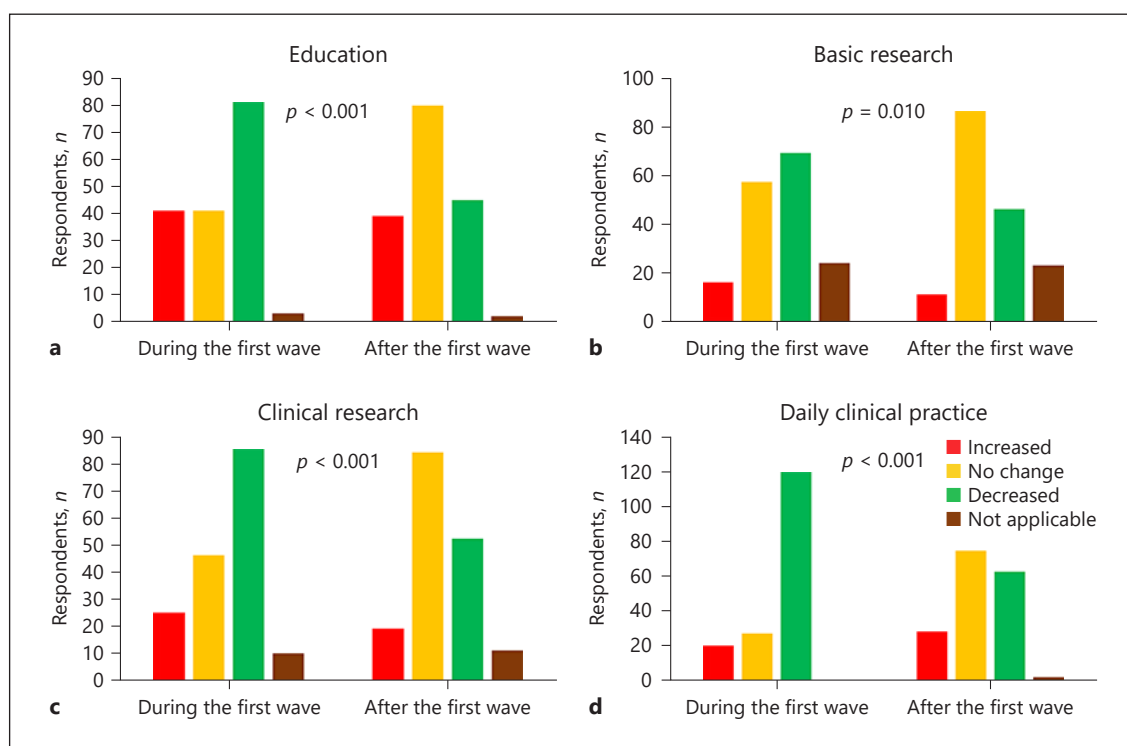 Education
90
80
70
60
50
40
30
20
10
0
Respondents, n
p < 0.001
During the first wave
After the first wave
a
Basic research
100
80
60
40
20
0
Respondents, n
p = 0.010
During the first wave
After the first wave
b
Clinical research
90
80
70
60
50
40
30
20
10
0
Respondents, n
p < 0.001
During the first wave
After the first wave
c
Daily clinical practice
140
120
100
80
60
40
20
0
Respondents, n
p < 0.001
Increased
No change
Decreased
Not applicable
During the first wave
After the first wave
d